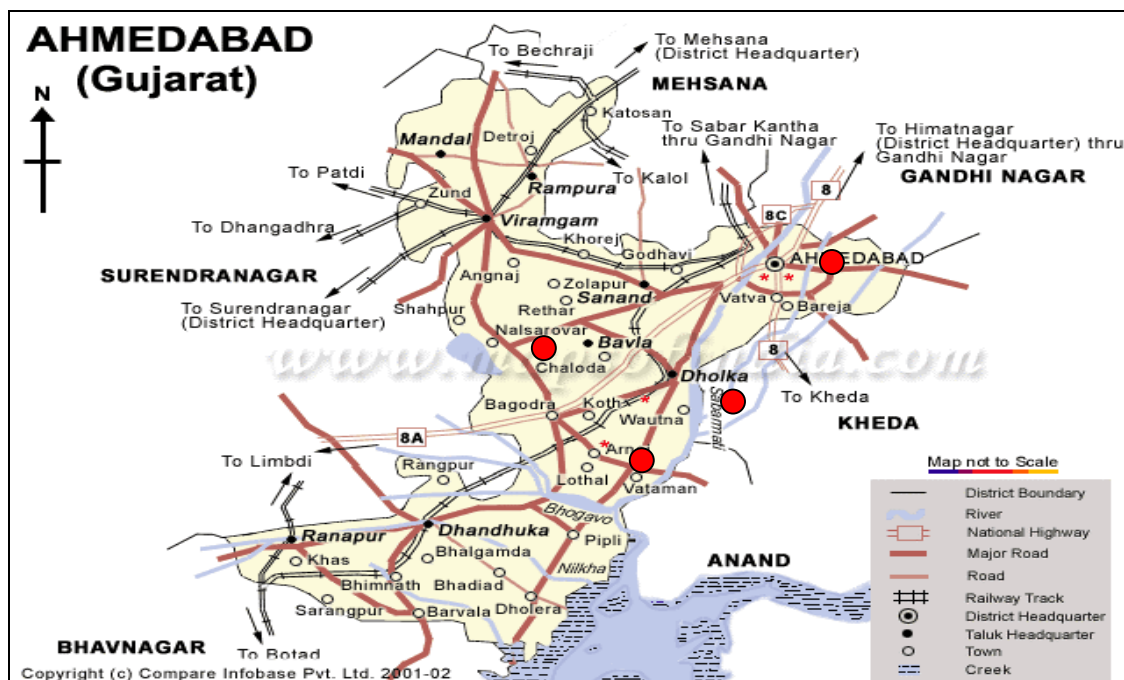 AHMEDABAD
(Gujarat)
N
To Bechraji
To Mehsana
(District Headquarter)
MEHSANA
Katosan
Mandal
Detroj
To Sabar Kantha
thru Gandhi Nagar
To Himatnagar
(District Headquarter) thru
Gandhi Nagar
GANDHI NAGAR
To Patdi
Zund
Rampura
To Kalol
8
8C
To Dhangadhra
Viramgam
Khorej
Godhavi
SURENDRANAGAR
Angnaj
Zolapur
Sanand
Vatva
Bareja
To Surendranagar
(District Headquarter)
Shahpur
Rethar
Nalsarovar
Bavla
8
Chaloda
Dholka
To Kheda
KHEDA
Bagodra
Koth
Wautna
Sabarmati
8A
To Limbdi
Rangpur
Lothal
Vataman
Bhogavo
Ranapur
Dhandhuka
Pipli
Khas
Bhalgamda
Nilkha
ANAND
Bhimnath
Bhadiad
Sarangpur
Barvala
Dholera
BHAVNAGAR
To Botad
Copyright (c) Compare Infobase Pvt. Ltd. 2001-02
Map not to Scale
District Boundary
River
National Highway
Major Road
Road
Railway Track
District Headquarter
Taluk Headquarter
Town
Creek